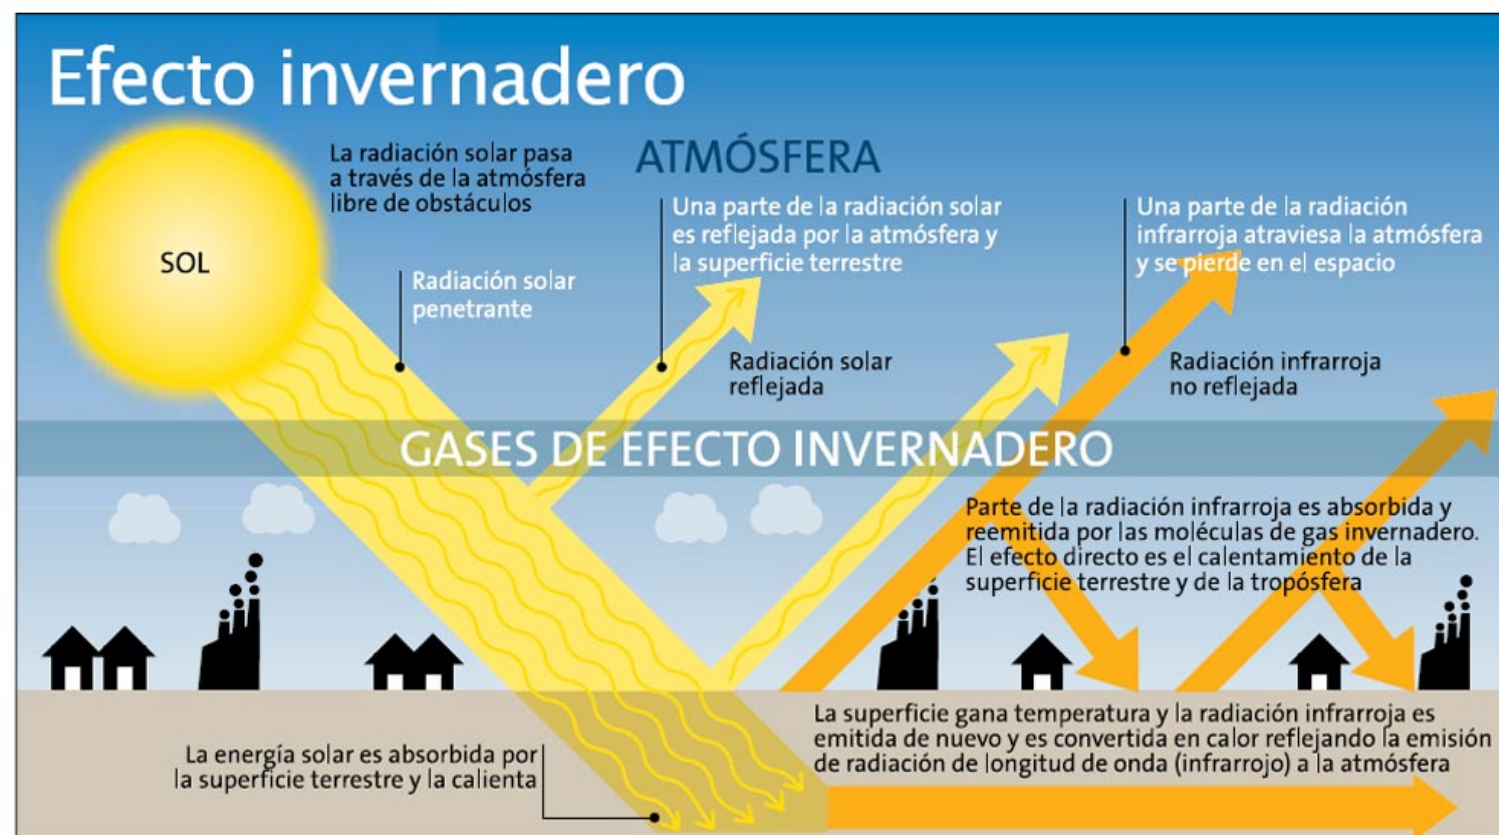 Efecto invernadero
SOL
La radiación solar pasa
a través de la atmósfera
libre de obstáculos
Radiación solar
penetrante
ATMÓSFERA
Una parte de la radiación solar
es reflejada por la atmósfera y
la superficie terrestre
Radiación solar
reflejada
Una parte de la radiación
infrarroja atraviesa la atmósfera
y se pierde en el espacio
Radiación infrarroja
no reflejada
GASES DE EFECTO INVERNADERO
Parte de la radiación infrarroja es absorbida y
reemitida por las moléculas de gas invernadero.
El efecto directo es el calentamiento de la
superficie terrestre y de la tropósfera
La superficie gana temperatura y la radiación infrarroja es
emitida de nuevo y es convertida en calor reflejando la emisión
de radiación de longitud de onda (infrarrojo) a la atmósfera
La energía solar es absorbida por
la superficie terrestre y la calienta